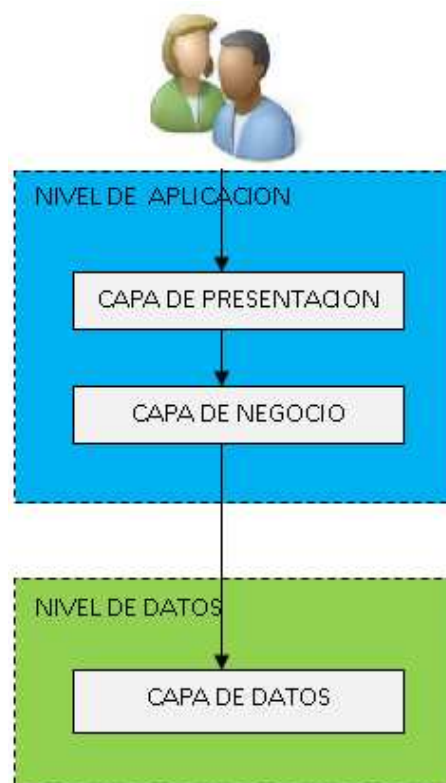 NIVEL DE APLICACION
CAPA DE PRESENTACION
CAPA DE NEGOCIO
NIVEL DE DATOS
CAPA DE DATOS